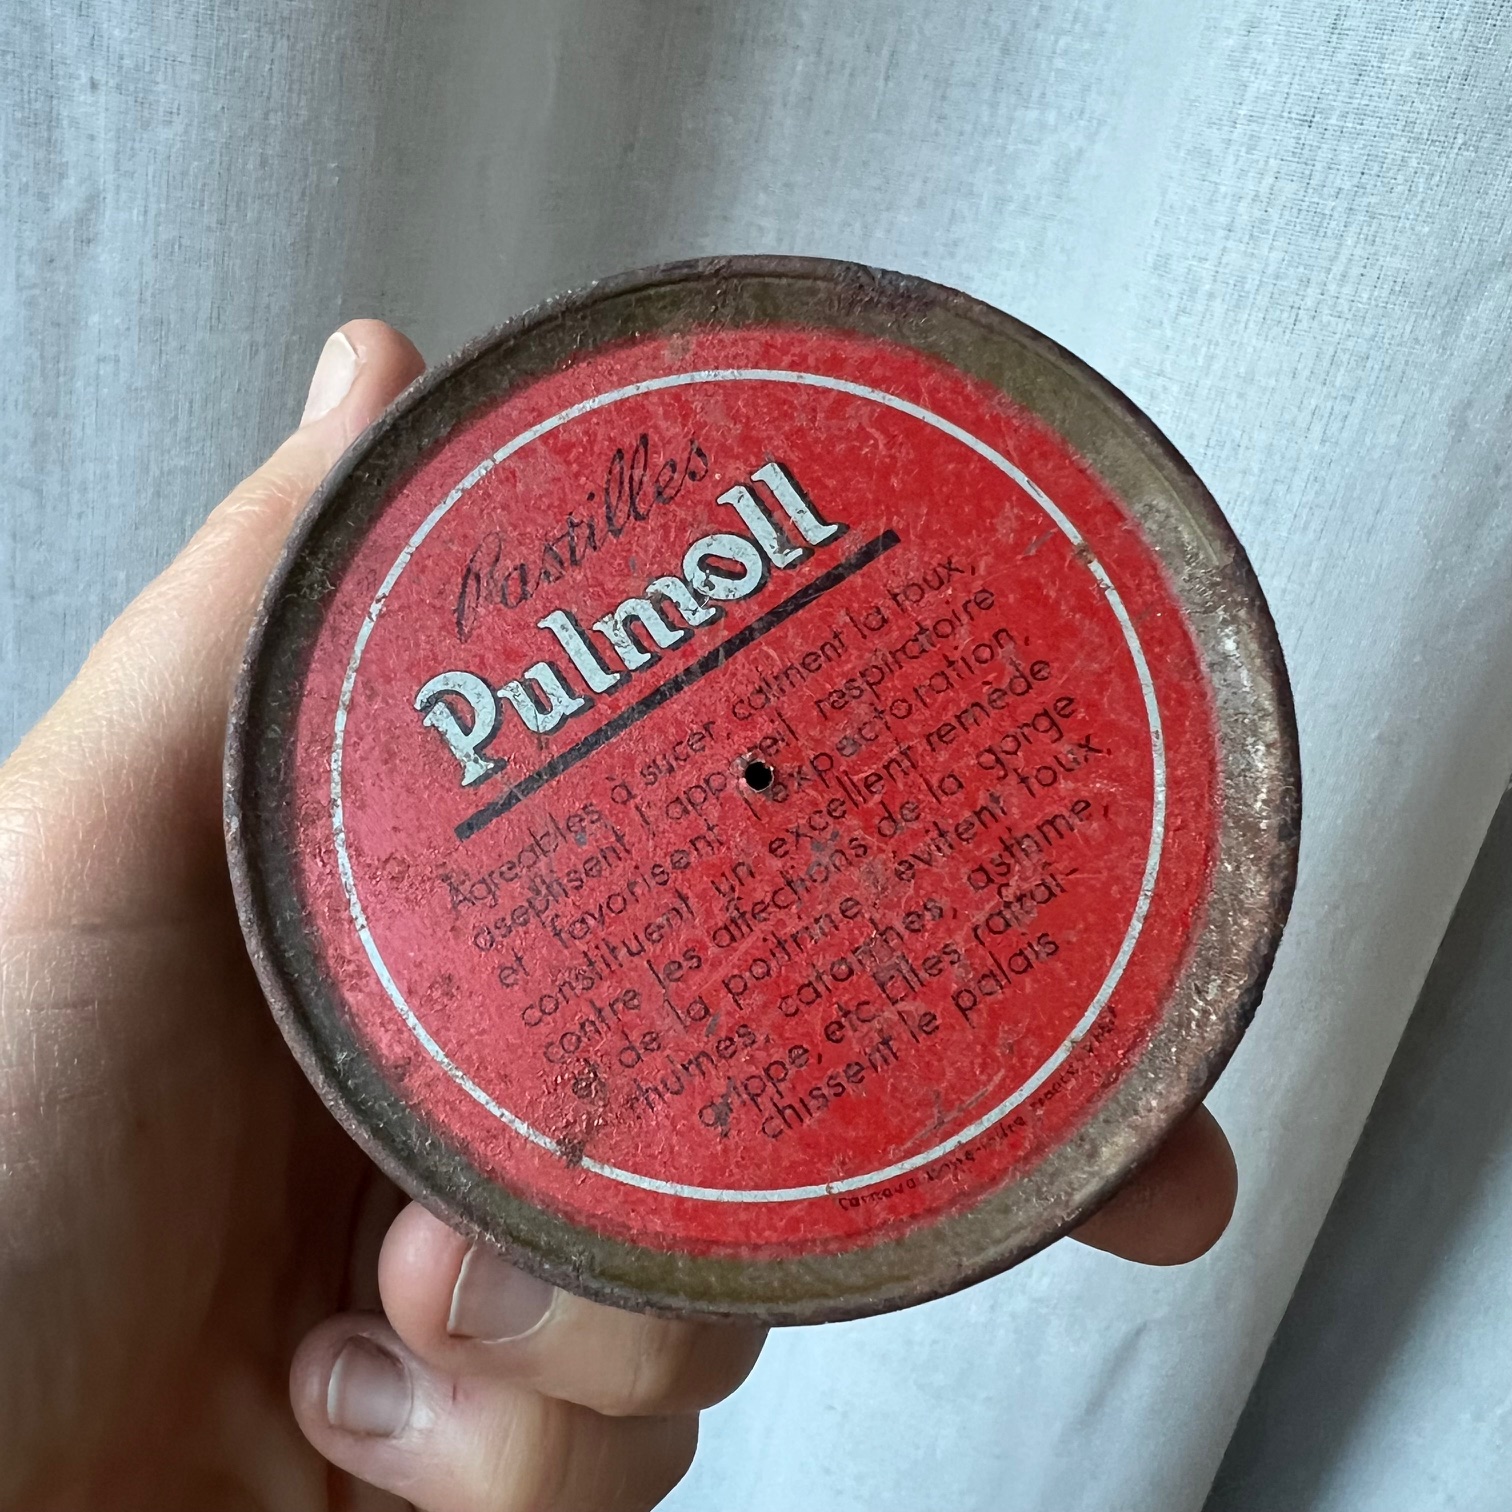 Pastilles
Pulmoll
Agréables à sucer calment la toux,
aseptisent l'appareil respiratoire
et favorisent l'expectoration,
constituent un excellent remède
contre les affections de la gorge
et de la poitrine, évitent toux,
rhumes, catarrhes, asthme,
grippe, etc. Elles rafraî-
chissent le palais